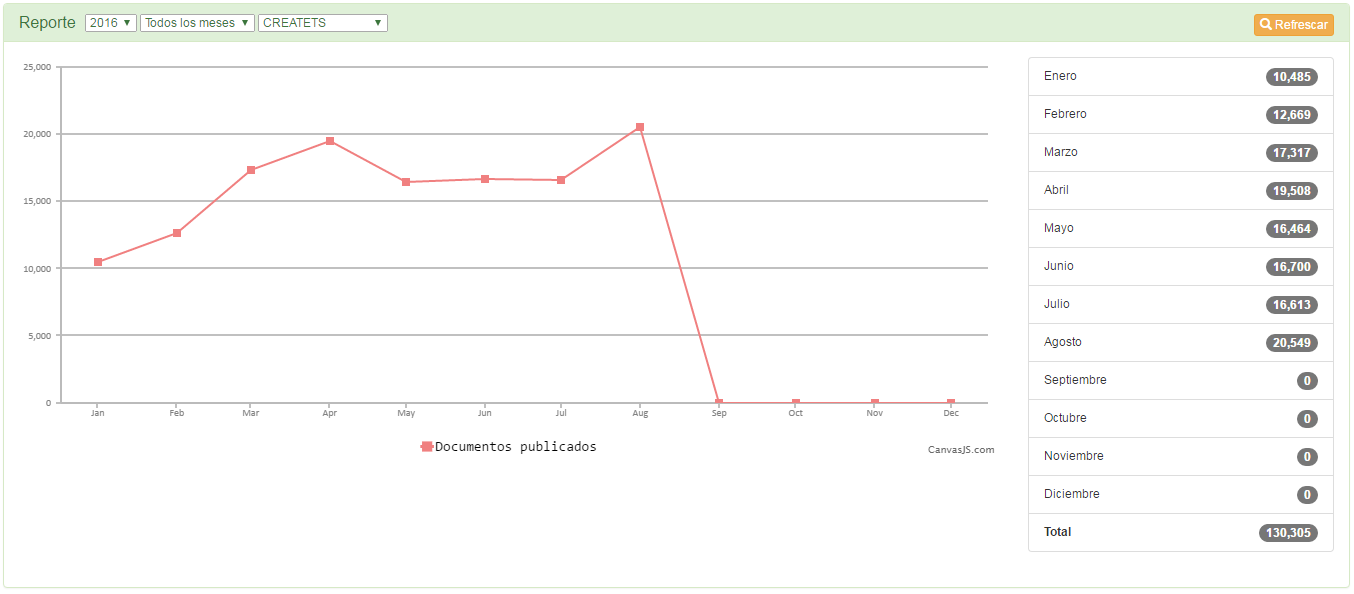 Reporte 2016 Todos los meses CREATETS Refrescar
25,000
20,000
15,000
10,000
5,000
0
Jan Feb Mar Apr May Jun Jul Aug Sep Oct Nov Dec
Documentos publicados
CanvasJS.com
Enero 10,485
Febrero 12,669
Marzo 17,317
Abril 19,508
Mayo 16,464
Junio 16,700
Julio 16,613
Agosto 20,549
Septiembre 0
Octubre 0
Noviembre 0
Diciembre 0
Total 130,305